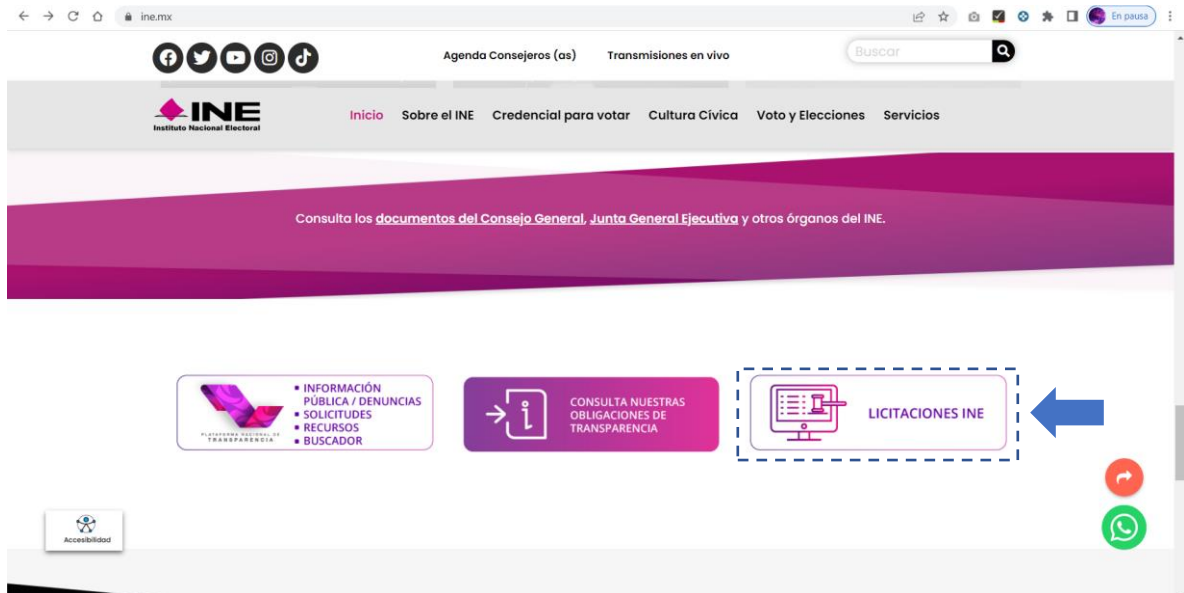 ine.mx
En pausa
Agenda Consejeros (as) Transmisiones en vivo Buscar
INE
Instituto Nacional Electoral
Inicio Sobre el INE Credencial para votar Cultura Cívica Voto y Elecciones Servicios
Consulta los documentos del Consejo General, Junta General Ejecutiva y otros órganos del INE.
PLATAFORMA NACIONAL DE
TRANSPARENCIA
• INFORMACIÓN
PÚBLICA / DENUNCIAS
• SOLICITUDES
• RECURSOS
• BUSCADOR
CONSULTA NUESTRAS
OBLIGACIONES DE
TRANSPARENCIA
LICITACIONES INE
Accesibilidad